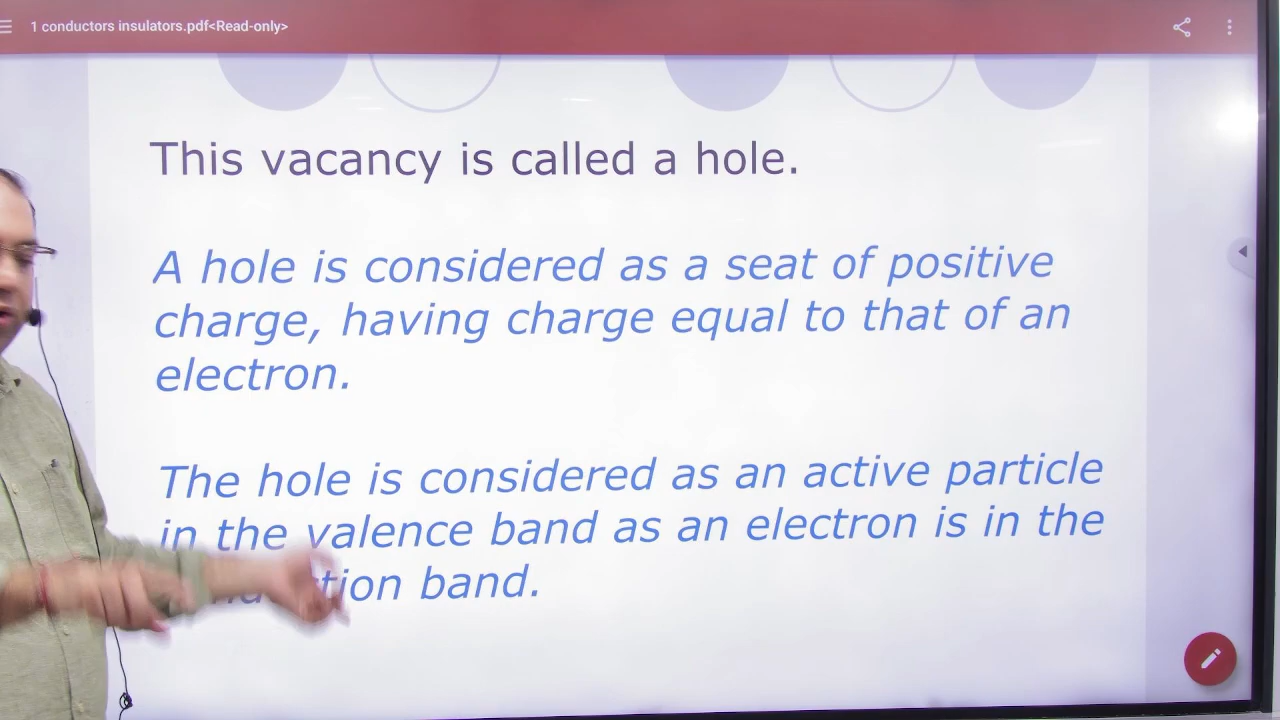 1 conductors insulators.pdf<Read-only>
This vacancy is called a hole.
A hole is considered as a seat of positive
charge, having charge equal to that of an
electron.
The hole is considered as an active particle
in the valence band as an electron is in the
band.